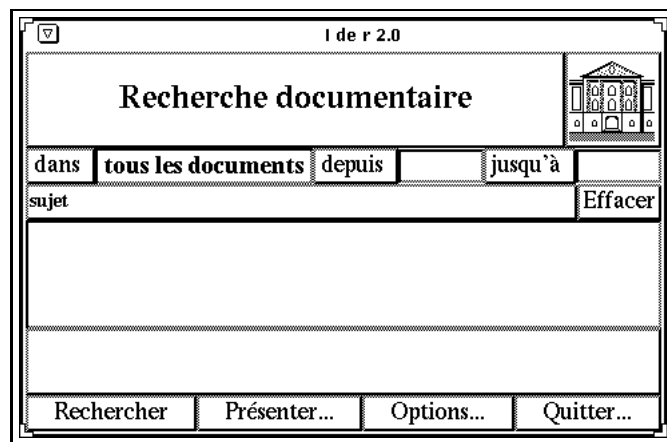 l de r 2.0
Recherche documentaire
dans tous les documents depuis jusqu'à
sujet Effacer
Rechercher Présenter... Options... Quitter...